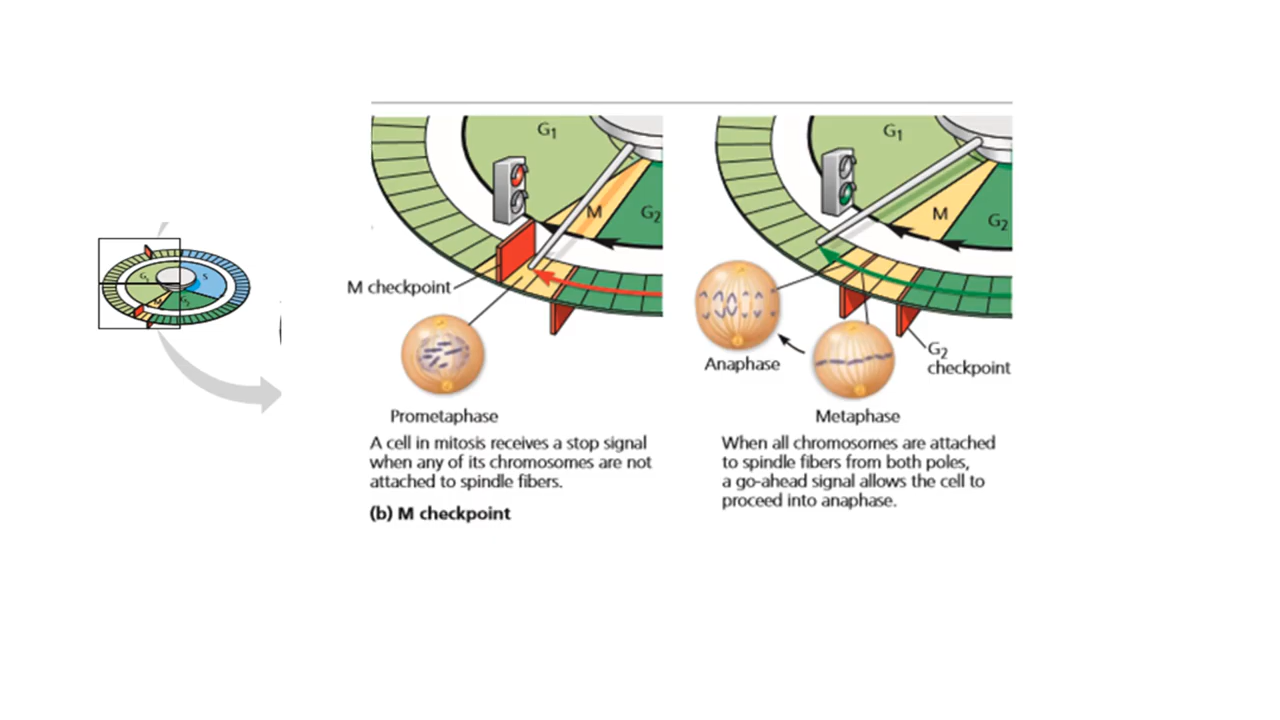 G1
S
M
G2
G1
M
G2
M checkpoint
Prometaphase
A cell in mitosis receives a stop signal
when any of its chromosomes are not
attached to spindle fibers.
(b) M checkpoint
G1
M
G2
Anaphase
G2
checkpoint
Metaphase
When all chromosomes are attached
to spindle fibers from both poles,
a go-ahead signal allows the cell to
proceed into anaphase.